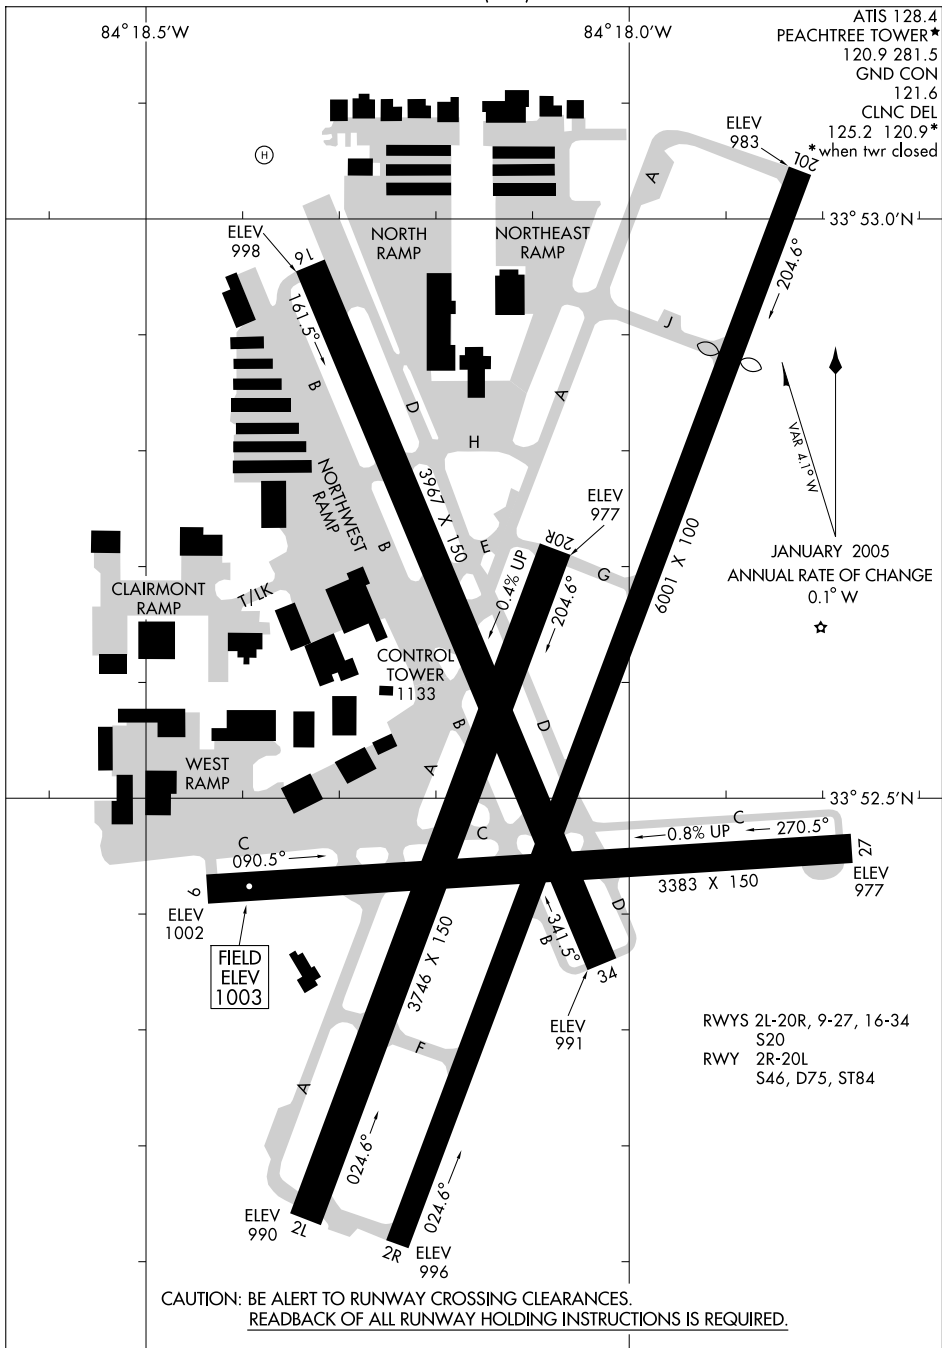 84°18.5'W
84°18.0'W
ATIS 128.4
PEACHTREE TOWER★
120.9 281.5
GND CON
121.6
CLNC DEL
125.2 120.9*
*when twr closed
ELEV
983
20L
A
H
33°53.0'N
ELEV
998
16
NORTH
RAMP
NORTHEAST
RAMP
204.6°
161.5°
J
B
D
A
VAR 4.1° W
H
NORTHWEST
RAMP
3967 X 150
ELEV
977
B
E
20R
G
0.4% UP
204.6°
6001 X 100
JANUARY 2005
ANNUAL RATE OF CHANGE
0.1° W
CLAIRMONT
RAMP
T/LK
CONTROL
TOWER
1133
B
D
A
WEST
RAMP
33°52.5'N
C
090.5°
C
C
0.8% UP
270.5°
27
ELEV
977
9
ELEV
1002
3383 X 150
FIELD
ELEV
1003
3746 X 150
341.5°
B
D
34
ELEV
991
RWYS 2L-20R, 9-27, 16-34
S20
RWY 2R-20L
S46, D75, ST84
F
A
024.6°
024.6°
ELEV
990
2L
2R
ELEV
996
CAUTION: BE ALERT TO RUNWAY CROSSING CLEARANCES.
READBACK OF ALL RUNWAY HOLDING INSTRUCTIONS IS REQUIRED.